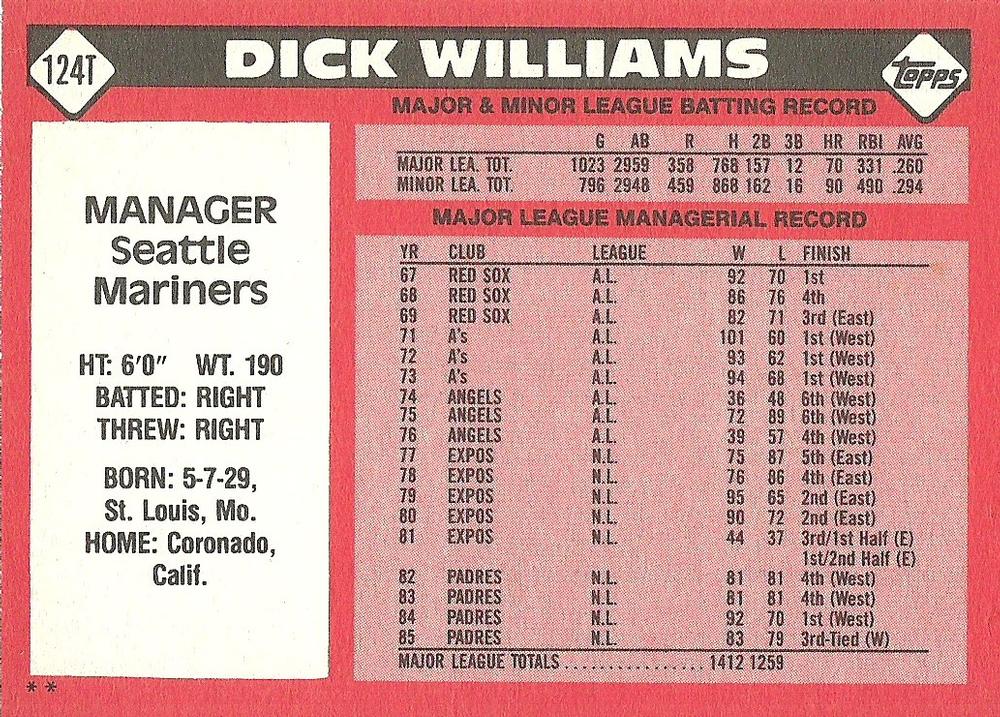 124T
DICK WILLIAMS
Topps
MAJOR & MINOR LEAGUE BATTING RECORD
G AB R H 2B 3B HR RBI AVG
MAJOR LEA. TOT. 1023 2959 358 768 157 12 70 331 .260
MINOR LEA. TOT. 796 2948 459 868 162 16 90 490 .294
MANAGER
Seattle
Mariners
HT: 6'0" WT. 190
BATTED: RIGHT
THREW: RIGHT
BORN: 5-7-29,
St. Louis, Mo.
HOME: Coronado,
Calif.
MAJOR LEAGUE MANAGERIAL RECORD
YR CLUB LEAGUE W L FINISH
67 RED SOX A.L. 92 70 1st
68 RED SOX A.L. 86 76 4th
69 RED SOX A.L. 82 71 3rd (East)
71 A's A.L. 101 60 1st (West)
72 A's A.L. 93 62 1st (West)
73 A's A.L. 94 68 1st (West)
74 ANGELS A.L. 36 48 6th (West)
75 ANGELS A.L. 72 89 6th (West)
76 ANGELS A.L. 39 57 4th (West)
77 EXPOS N.L. 75 87 5th (East)
78 EXPOS N.L. 76 86 4th (East)
79 EXPOS N.L. 95 65 2nd (East)
80 EXPOS N.L. 90 72 2nd (East)
81 EXPOS N.L. 44 37 3rd/1st Half (E)
1st/2nd Half (E)
82 PADRES N.L. 81 81 4th (West)
83 PADRES N.L. 81 81 4th (West)
84 PADRES N.L. 92 70 1st (West)
85 PADRES N.L. 83 79 3rd-Tied (W)
MAJOR LEAGUE TOTALS ................ 1412 1259
* *